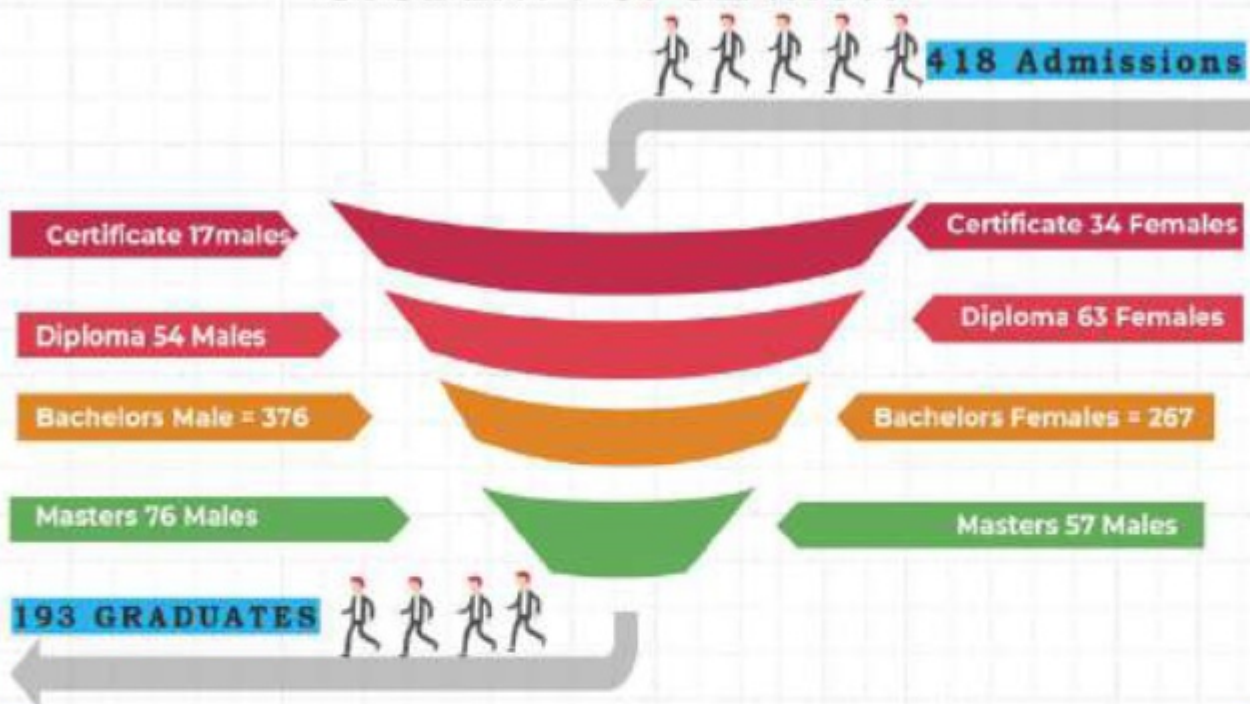 418 Admissions
Certificate 17males
Certificate 34 Females
Diploma 54 Males
Diploma 63 Females
Bachelors Male = 376
Bachelors Females = 267
Masters 76 Males
Masters 57 Males
193 GRADUATES